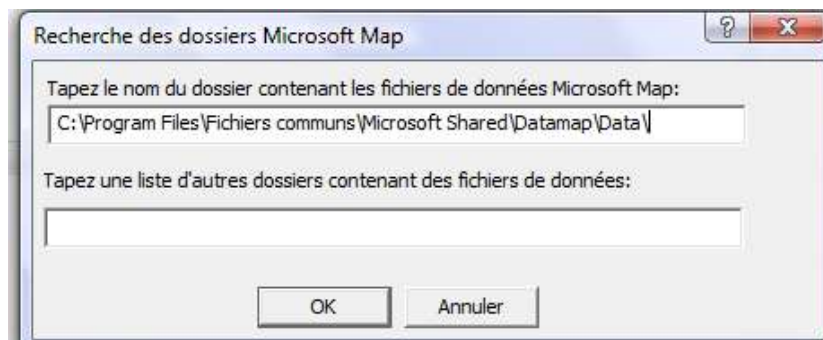 Recherche des dossiers Microsoft Map
Tapez le nom du dossier contenant les fichiers de données Microsoft Map:
C:\Program Files\Fichiers communs\Microsoft Shared\Datamap\Data\
Tapez une liste d'autres dossiers contenant des fichiers de données:
OK Annuler